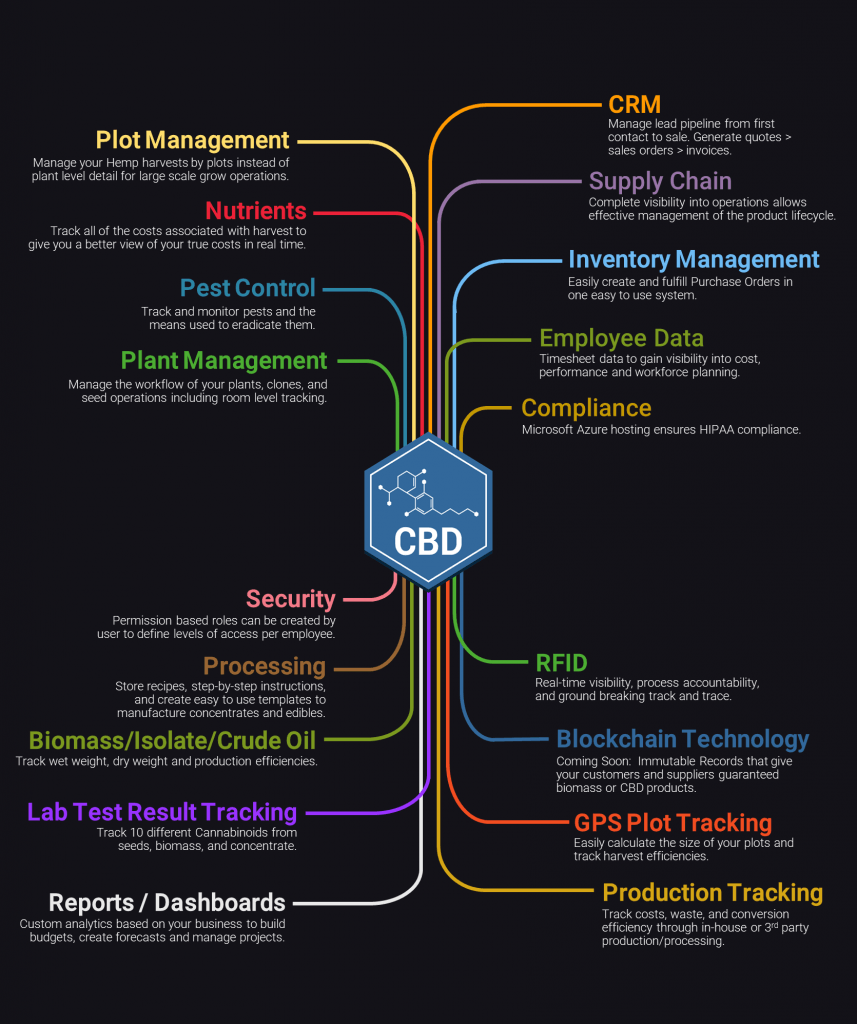 Plot Management
Manage your Hemp harvests by plots instead of
plant level detail for large scale grow operations.
Nutrients
Track all of the costs associated with harvest to
give you a better view of your true costs in real time.
Pest Control
Track and monitor pests and the
means used to eradicate them.
Plant Management
Manage the workflow of your plants, clones, and
seed operations including room level tracking.
CRM
Manage lead pipeline from first
contact to sale. Generate quotes >
sales orders > invoices.
Supply Chain
Complete visibility into operations allows
effective management of the product lifecycle.
Inventory Management
Easily create and fulfill Purchase Orders in
one easy to use system.
Employee Data
Timesheet data to gain visibility into cost,
performance and workforce planning.
Compliance
Microsoft Azure hosting ensures HIPAA compliance.
CBD
Security
Permission based roles can be created by
user to define levels of access per employee.
Processing
Store recipes, step-by-step instructions,
and create easy to use templates to
manufacture concentrates and edibles.
Biomass/Isolate/Crude Oil
Track wet weight, dry weight and production efficiencies.
Lab Test Result Tracking
Track 10 different Cannabinoids from
seeds, biomass, and concentrate.
Reports / Dashboards
Custom analytics based on your business to build
budgets, create forecasts and manage projects.
RFID
Real-time visibility, process accountability,
and ground breaking track and trace.
Blockchain Technology
Coming Soon: Immutable Records that give
your customers and suppliers guaranteed
biomass or CBD products.
GPS Plot Tracking
Easily calculate the size of your plots and
track harvest efficiencies.
Production Tracking
Track costs, waste, and conversion
efficiency through in-house or 3rd party
production/processing.